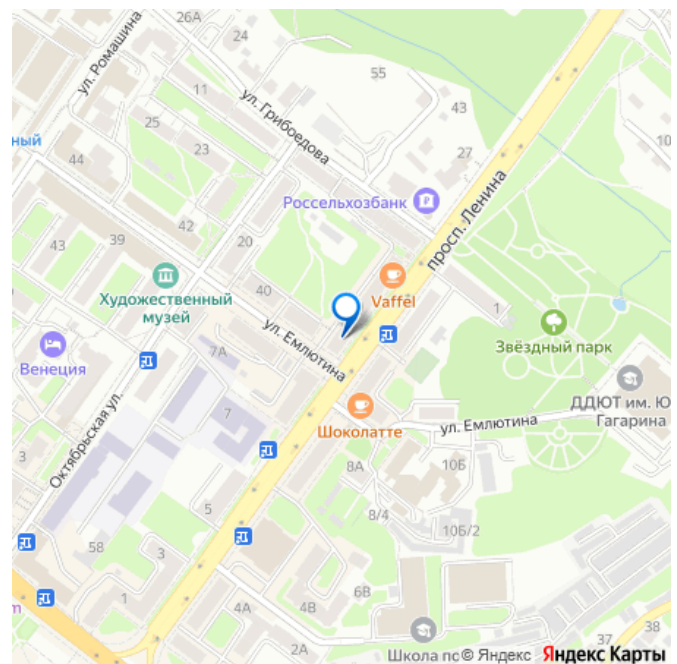 26А
24
ул. Ромашина
55
11
ул. Грибоедова
43
25
27
23
ный
44
просп. Ленина
Россельхозбанк
42
20
39
43
Художественный
музей
40
Vaffel
1
Звёздный парк
ул. Емлютина
7А
Венеция
ДДЮТ им. Ю
Гагарина
Шоколатте
ул. Емлютина
7
Октябрьская ул.
3
8А
10Б
8/4
5
10Б/2
58
3
1
4А
4В
6В
37
38
Школа по
© Яндекс
Яндекс Карты